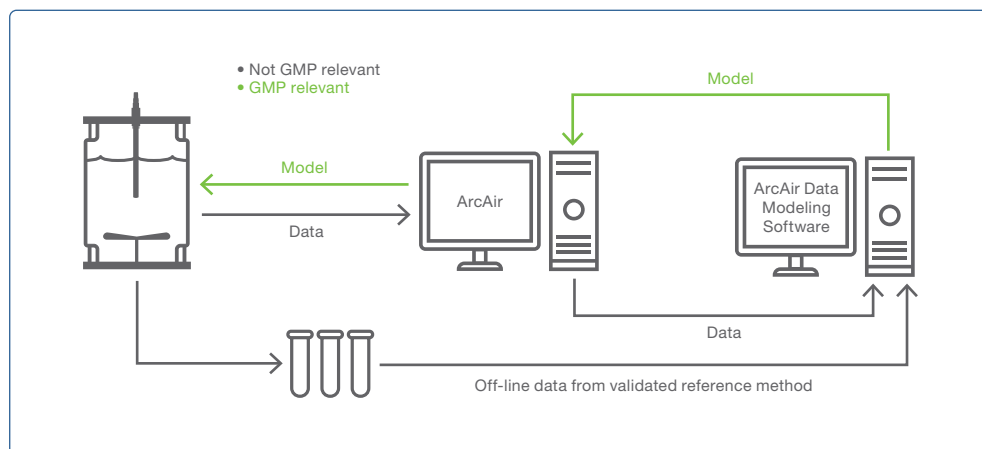 • Not GMP relevant
• GMP relevant
Model
Model
ArcAir
Data
ArcAir Data
Modeling
Software
Data
Off-line data from validated reference method